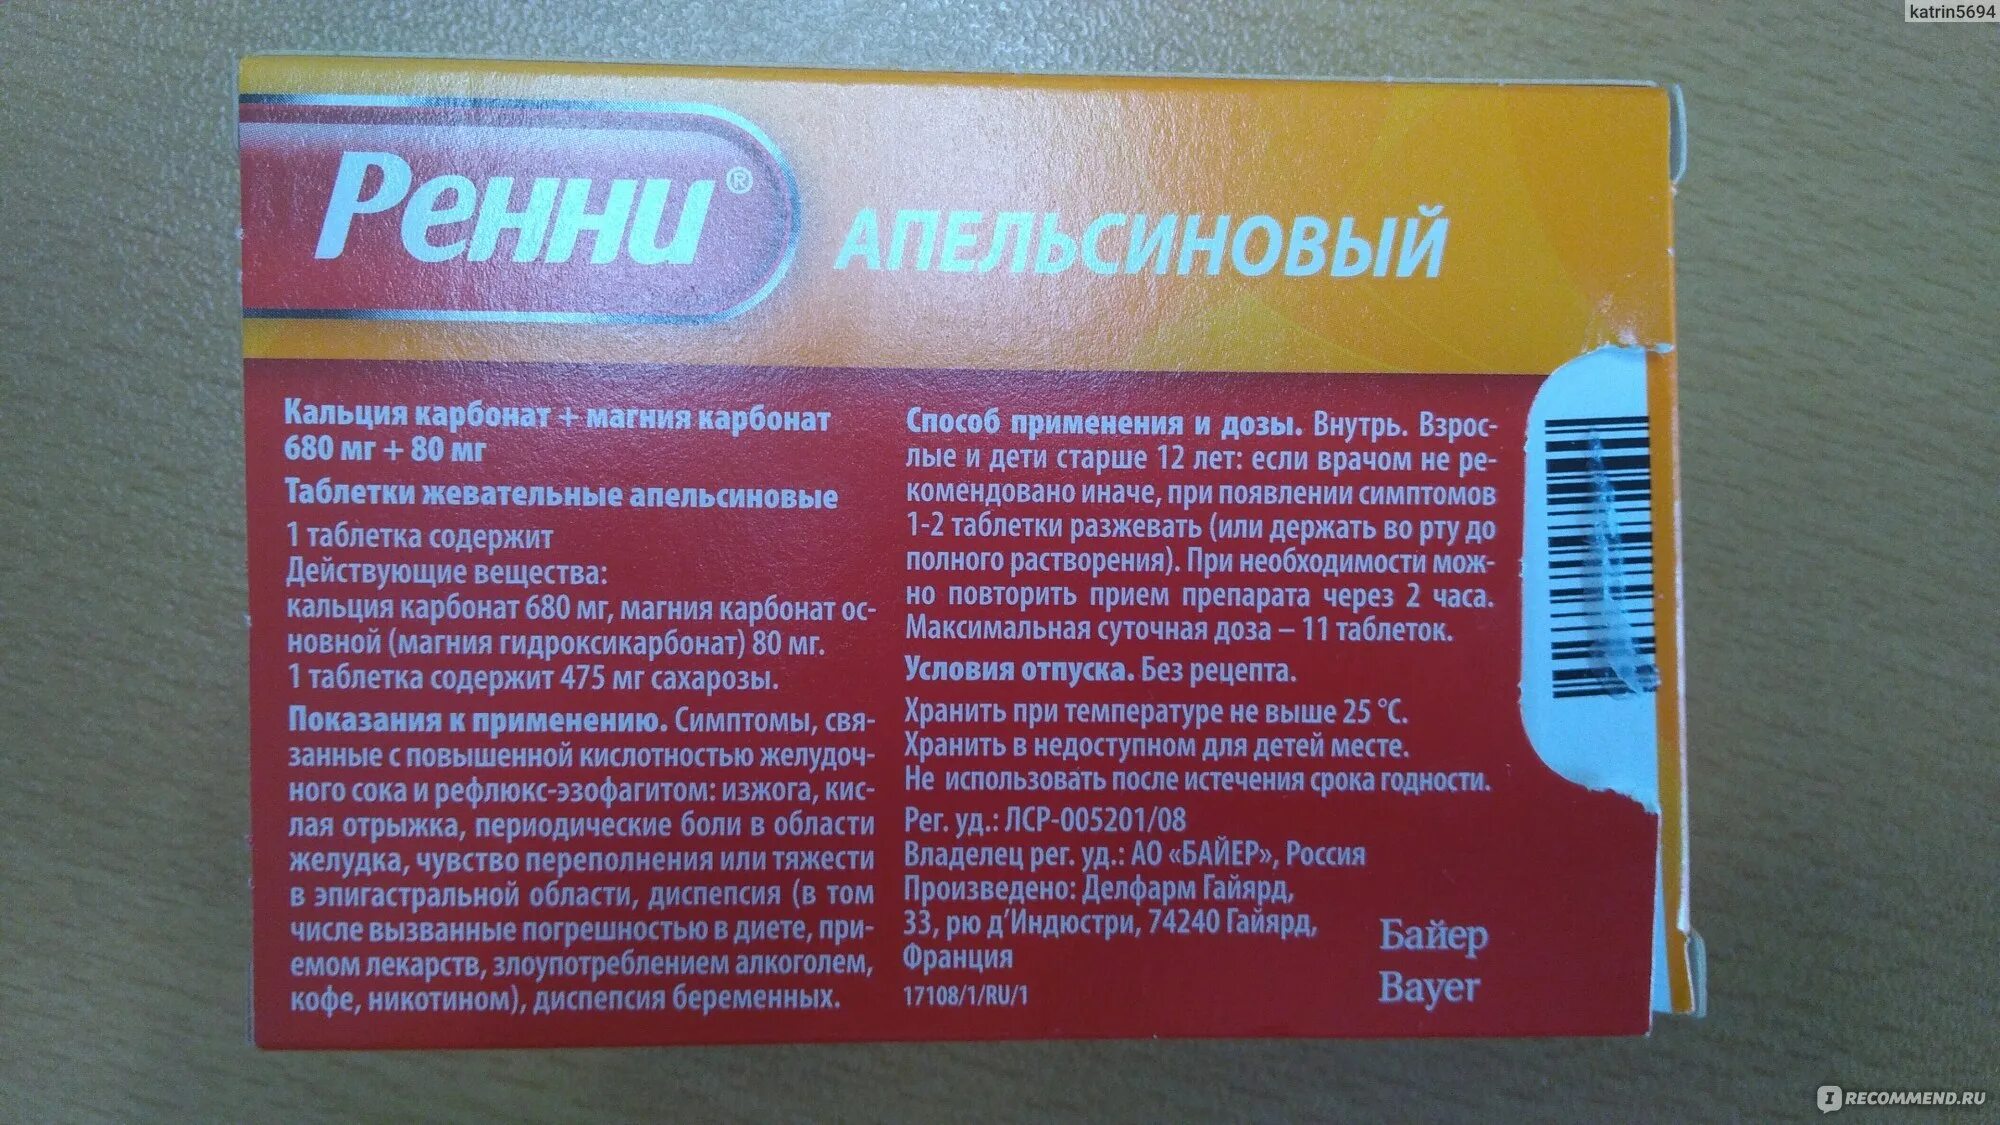 katrin5694
Ренни®
АПЕЛЬСИНОВЫЙ
Кальция карбонат + магния карбонат
680 мг + 80 мг
Таблетки жевательные апельсиновые
1 таблетка содержит
Действующие вещества:
кальция карбонат 680 мг, магния карбонат ос-
новной (магния гидроксикарбонат) 80 мг.
1 таблетка содержит 475 мг сахарозы.
Показания к применению. Симптомы, свя-
занные с повышенной кислотностью желудоч-
ного сока и рефлюкс-эзофагитом: изжога, кис-
лая отрыжка, периодические боли в области
желудка, чувство переполнения или тяжести
в эпигастральной области, диспепсия (в том
числе вызванные погрешностью в диете, при-
емом лекарств, злоупотреблением алкоголем,
кофе, никотином), диспепсия беременных.
Способ применения и дозы. Внутрь. Взрос-
лые и дети старше 12 лет: если врачом не ре-
комендовано иначе, при появлении симптомов
1-2 таблетки разжевать (или держать во рту до
полного растворения). При необходимости мож-
но повторить прием препарата через 2 часа.
Максимальная суточная доза – 11 таблеток.
Условия отпуска. Без рецепта.
Хранить при температуре не выше 25 °С.
Хранить в недоступном для детей месте.
Не использовать после истечения срока годности.
Рег. уд.: ЛСР-005201/08
Владелец рег. уд.: АО «БАЙЕР», Россия
Произведено: Делфарм Гайярд,
33, рю д’Индюстри, 74240 Гайярд,
Франция
17108/1/RU/1
Байер
Bayer
I RECOMMEND.RU